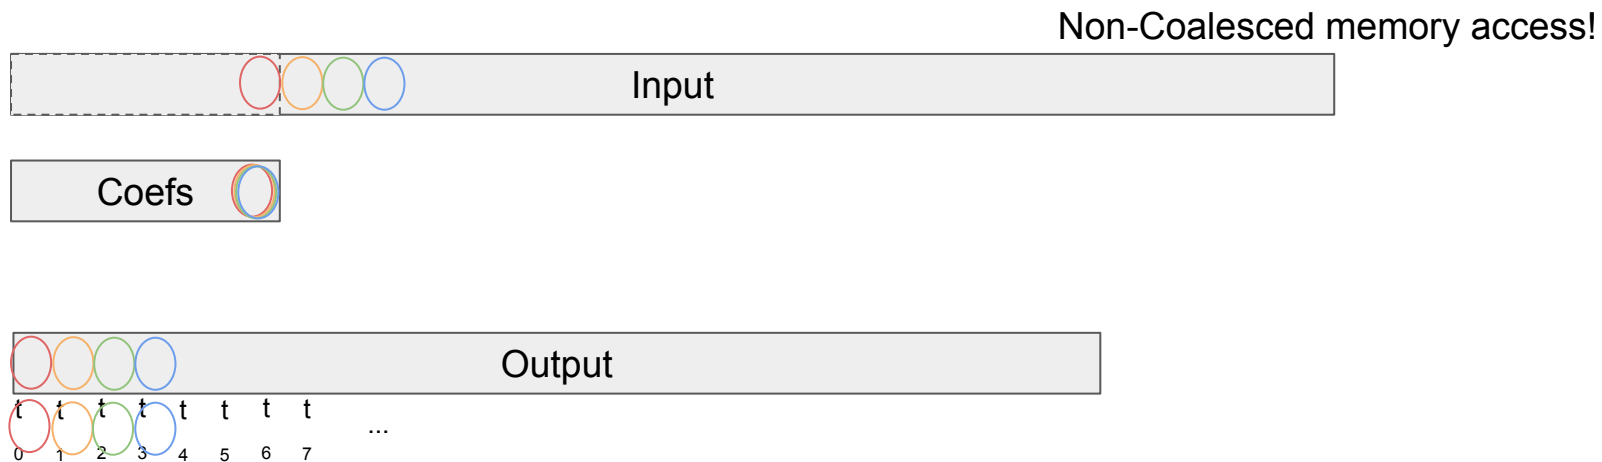 Non-Coalesced memory access!
Input
Coefs
Output
t t t t t t t t ...
0 1 2 3 4 5 6 7